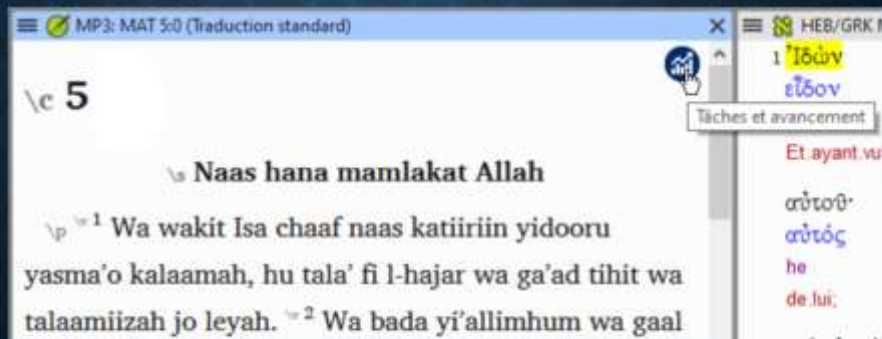 MP3: MAT 5:0 (Traduction standard)
\c 5
\s Naas hana mamlakat Allah
\p \v 1 Wa wakit Isa chaaf naas katiiriin yidooru
yasma'o kalaamah, hu tala' fi l-hajar wa ga'ad tihit wa
talaamiizah jo leyah. \v 2 Wa bada yi'allimhum wa gaal
HEB/GRK
1 Ἰδὼν
εἶδον
Tâches et avancement
Et.ayant.vu
αὐτοῦ·
αὐτός
he
de.lui;